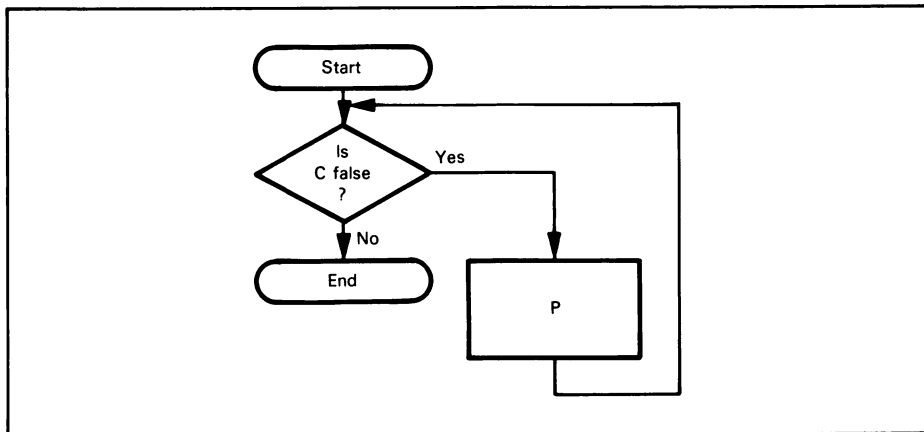 Start
Is
C false
?
Yes
No
End
P